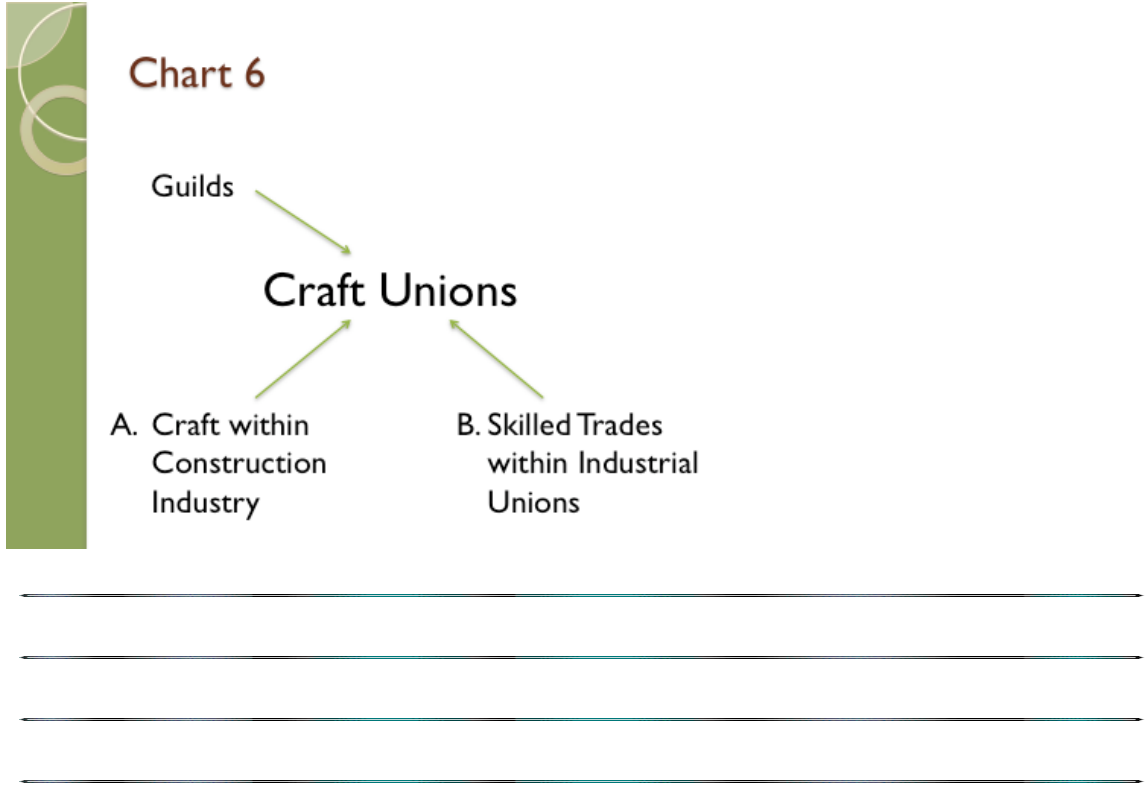 Chart 6
Guilds
Craft Unions
A. Craft within
Construction
Industry
B. Skilled Trades
within Industrial
Unions